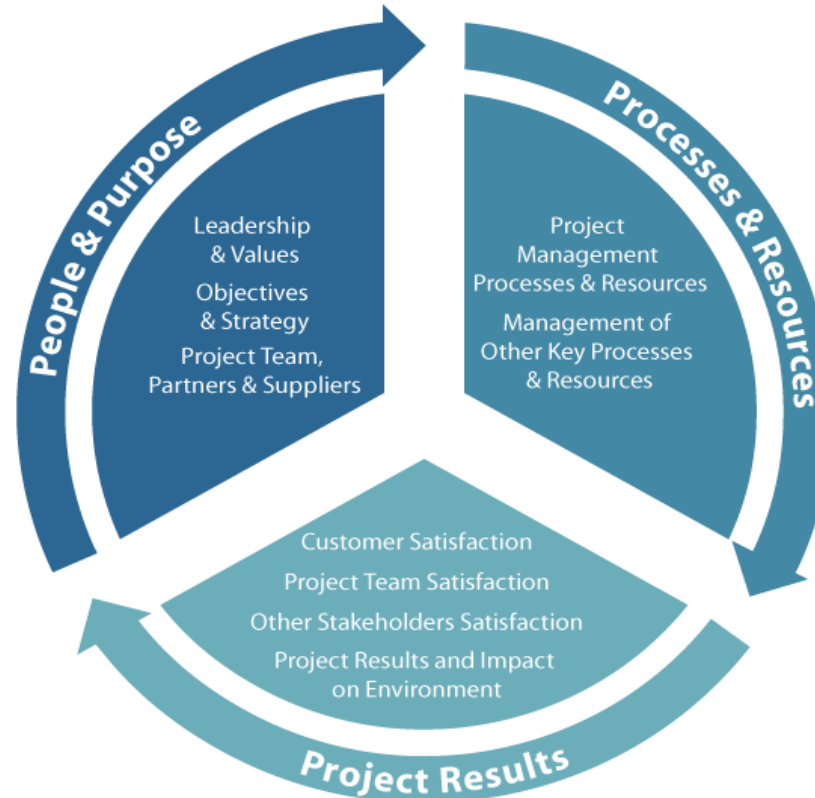 People & Purpose
Leadership
& Values
Objectives
& Strategy
Project Team,
Partners & Suppliers
Processes & Resources
Project
Management
Processes & Resources
Management of
Other Key Processes
& Resources
Customer Satisfaction
Project Team Satisfaction
Other Stakeholders Satisfaction
Project Results and Impact
on Environment
Project Results